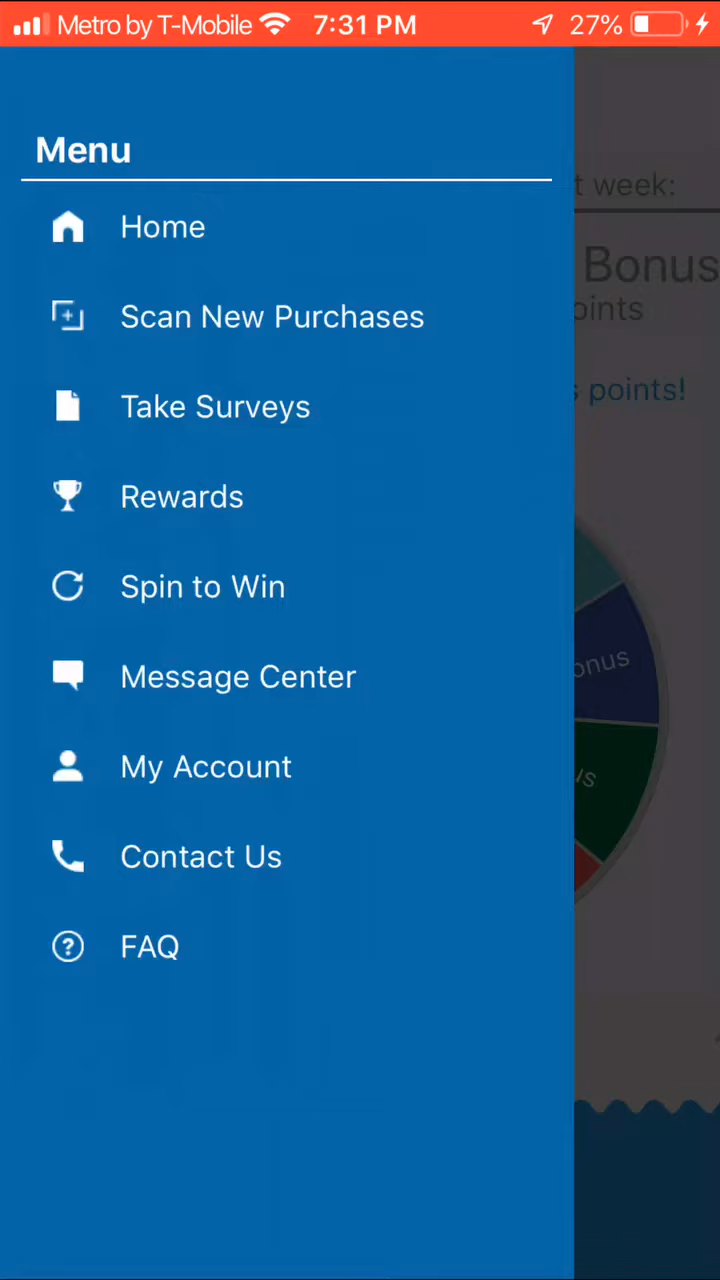 Metro by T-Mobile 7:31 PM 27%
Menu
t week:
Home
Bonus
Scan New Purchases
oints
s points!
Take Surveys
Rewards
Spin to Win
Message Center
onus
My Account
us
Contact Us
FAQ